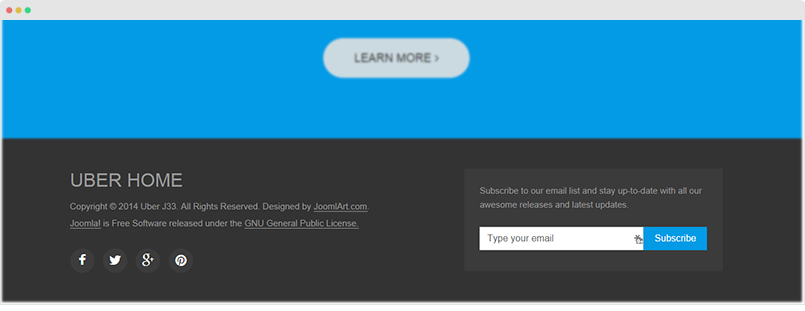 LEARN MORE ›
UBER HOME
Copyright © 2014 Uber J33. All Rights Reserved. Designed by JoomlArt.com.
Joomla! is Free Software released under the GNU General Public License.
Subscribe to our email list and stay up-to-date with all our
awesome releases and latest updates.
Type your email
Subscribe